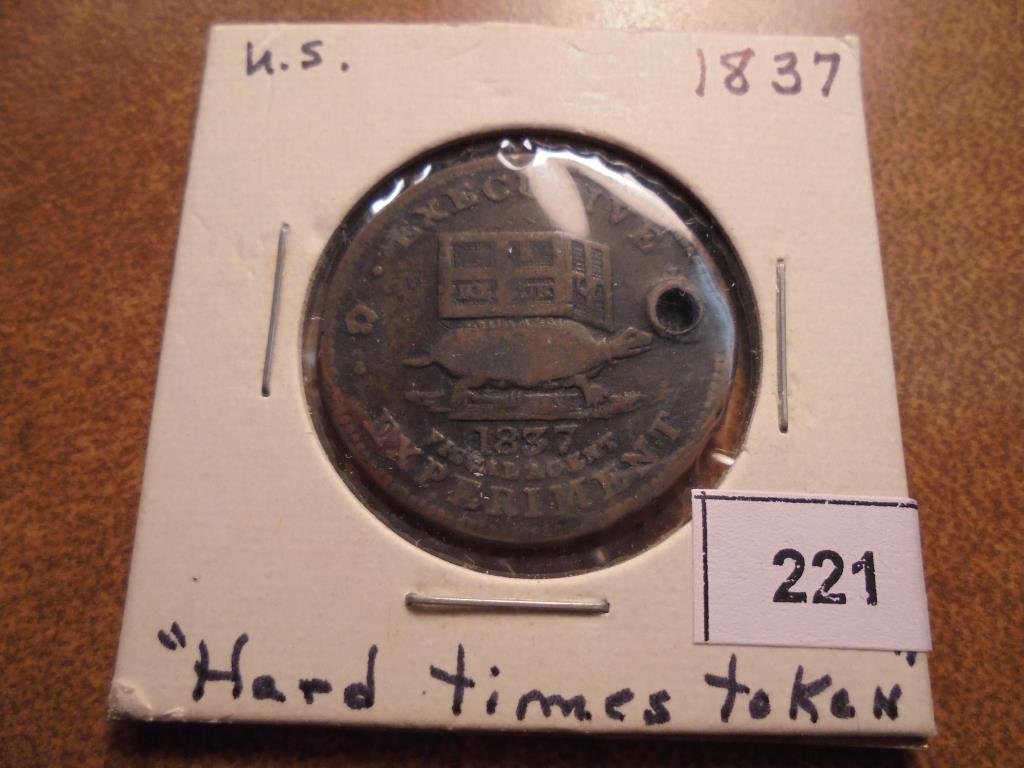 U.S. 1837
EXECUTIVE
1837
FISCAL AGENT
EXPERIMENT
221
"Hard times token"